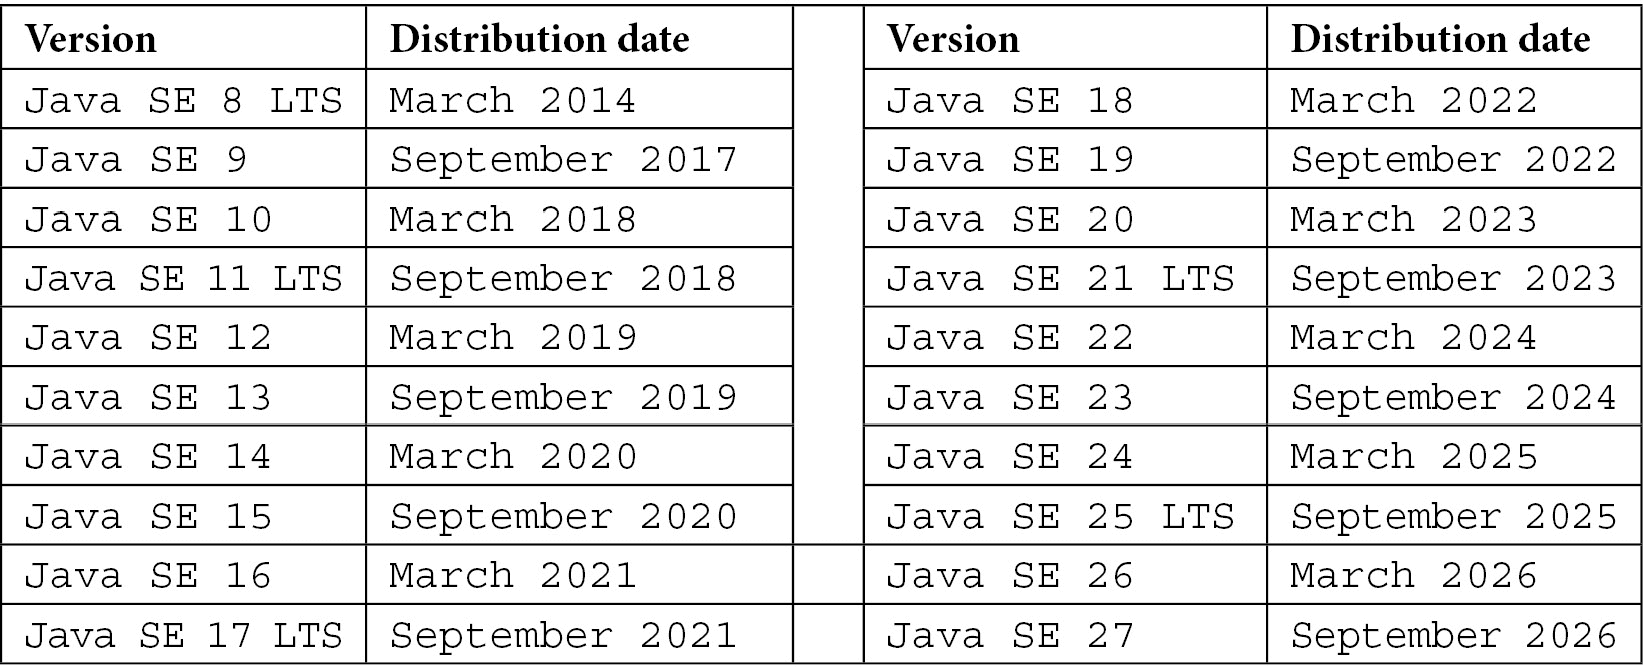 Version Distribution date Version Distribution date
Java SE 8 LTS March 2014 Java SE 18 March 2022
Java SE 9 September 2017 Java SE 19 September 2022
Java SE 10 March 2018 Java SE 20 March 2023
Java SE 11 LTS September 2018 Java SE 21 LTS September 2023
Java SE 12 March 2019 Java SE 22 March 2024
Java SE 13 September 2019 Java SE 23 September 2024
Java SE 14 March 2020 Java SE 24 March 2025
Java SE 15 September 2020 Java SE 25 LTS September 2025
Java SE 16 March 2021 Java SE 26 March 2026
Java SE 17 LTS September 2021 Java SE 27 September 2026